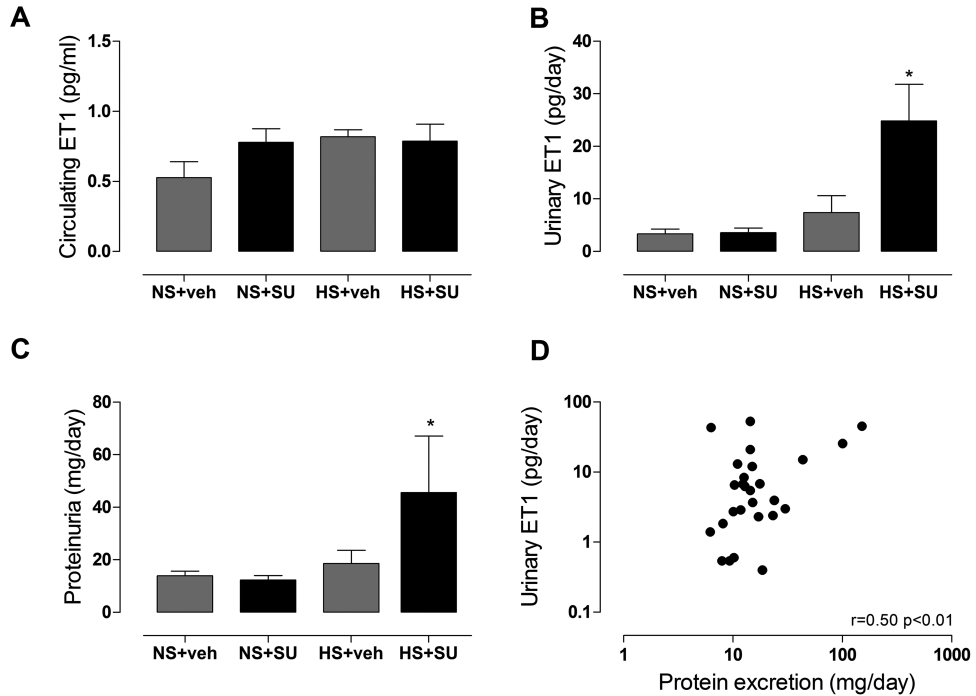 A
Circulating ET1 (pg/ml)
1.5
1.0
0.5
0.0
NS+veh NS+SU HS+veh HS+SU
B
Urinary ET1 (pg/day)
40
30
20
10
0
*
NS+veh NS+SU HS+veh HS+SU
C
Proteinuria (mg/day)
80
60
40
20
0
*
NS+veh NS+SU HS+veh HS+SU
D
Urinary ET1 (pg/day)
100
10
1
0.1
r=0.50 p<0.01
1 10 100 1000
Protein excretion (mg/day)